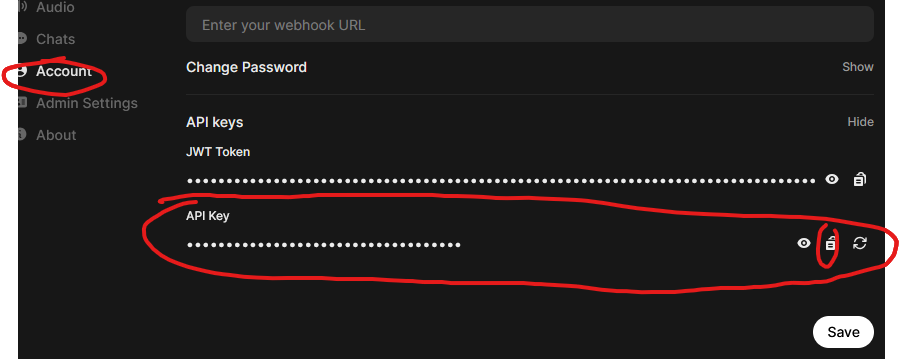 Audio
Enter your webhook URL
Chats
Account
Change Password
Show
Admin Settings
API keys
Hide
About
JWT Token
API Key
Save